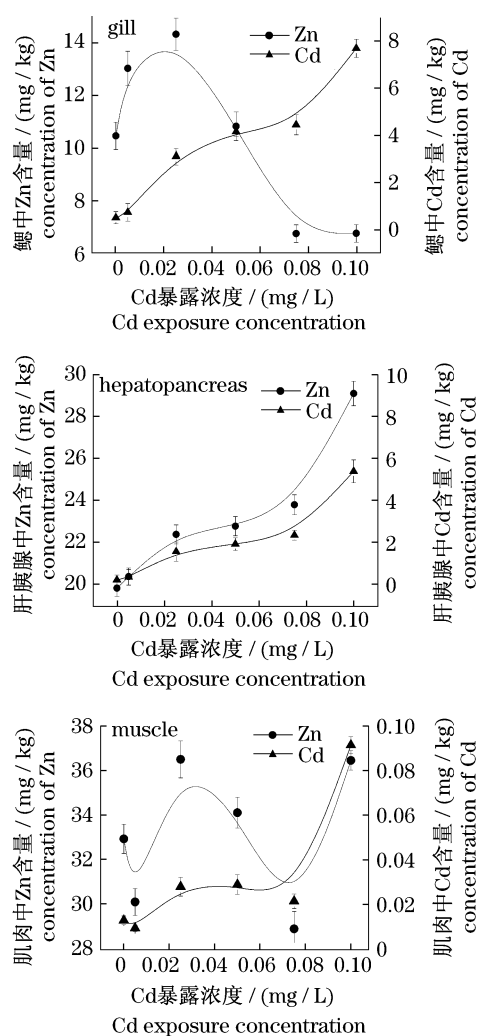 gill
Zn
Cd
14
12
10
8
6
8
6
4
2
0
0 0.02 0.04 0.06 0.08 0.10
鳃中Zn含量 / (mg / kg)
concentration of Zn
鳃中Cd含量 / (mg / kg)
concentration of Cd
Cd暴露浓度 / (mg / L)
Cd exposure concentration
hepatopancreas
Zn
Cd
30
28
26
24
22
20
10
8
6
4
2
0
0 0.02 0.04 0.06 0.08 0.10
肝胰腺中Zn含量 / (mg / kg)
concentration of Zn
肝胰腺中Cd含量 / (mg / kg)
concentration of Cd
Cd暴露浓度 / (mg / L)
Cd exposure concentration
muscle
Zn
Cd
38
36
34
32
30
28
0.10
0.08
0.06
0.04
0.02
0
0 0.02 0.04 0.06 0.08 0.10
肌肉中Zn含量 / (mg / kg)
concentration of Zn
肌肉中Cd含量 / (mg / kg)
concentration of Cd
Cd暴露浓度 / (mg / L)
Cd exposure concentration